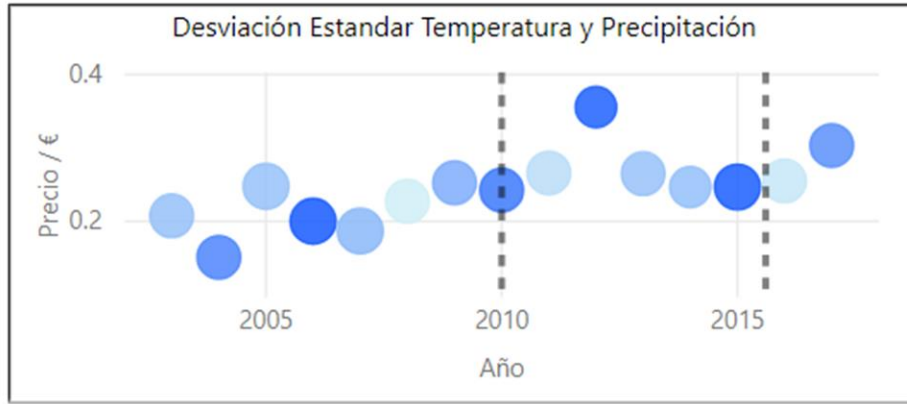 Desviación Estandar Temperatura y Precipitación
0.4
0.2
Precio / €
2005 2010 2015
Año